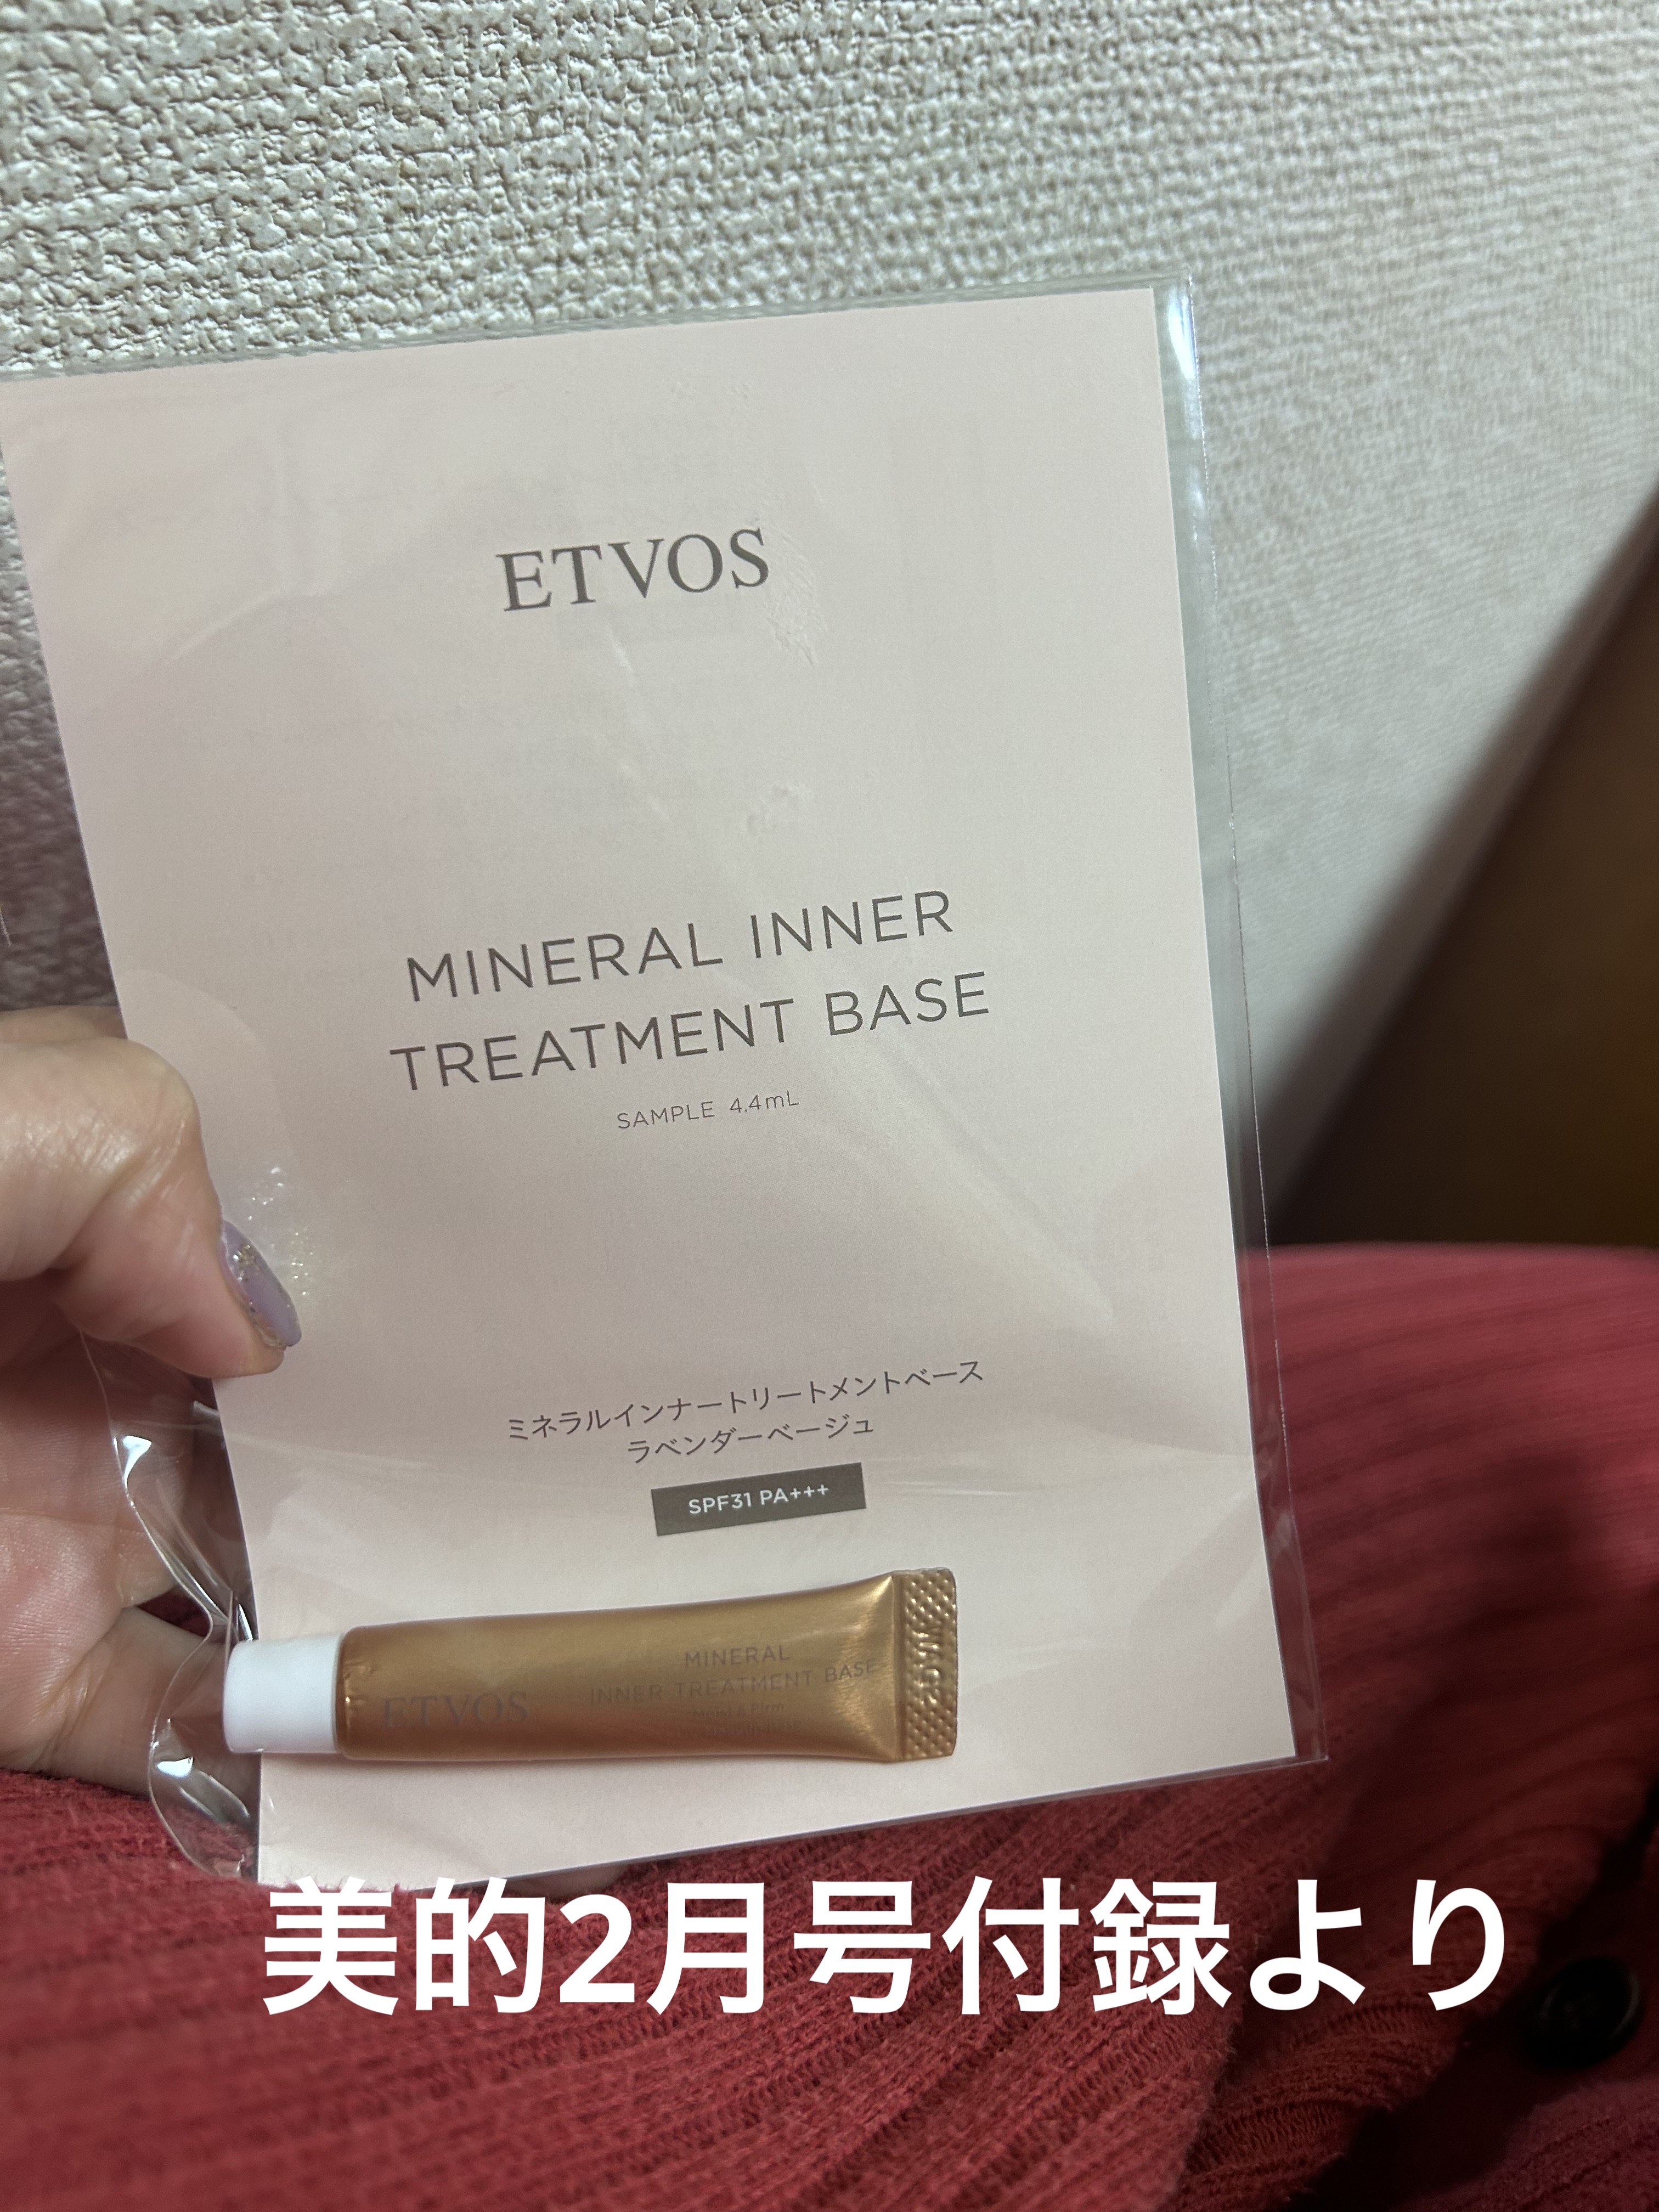 ETVOS
MINERAL INNER
TREATMENT BASE
SAMPLE 4.4mL
ミネラルインナートリートメントベース
ラベンダーベージュ
SPF31 PA+++
ETVOS
MINERAL
INNER TREATMENT BASE
Moist & Firm
美的2月号付録より